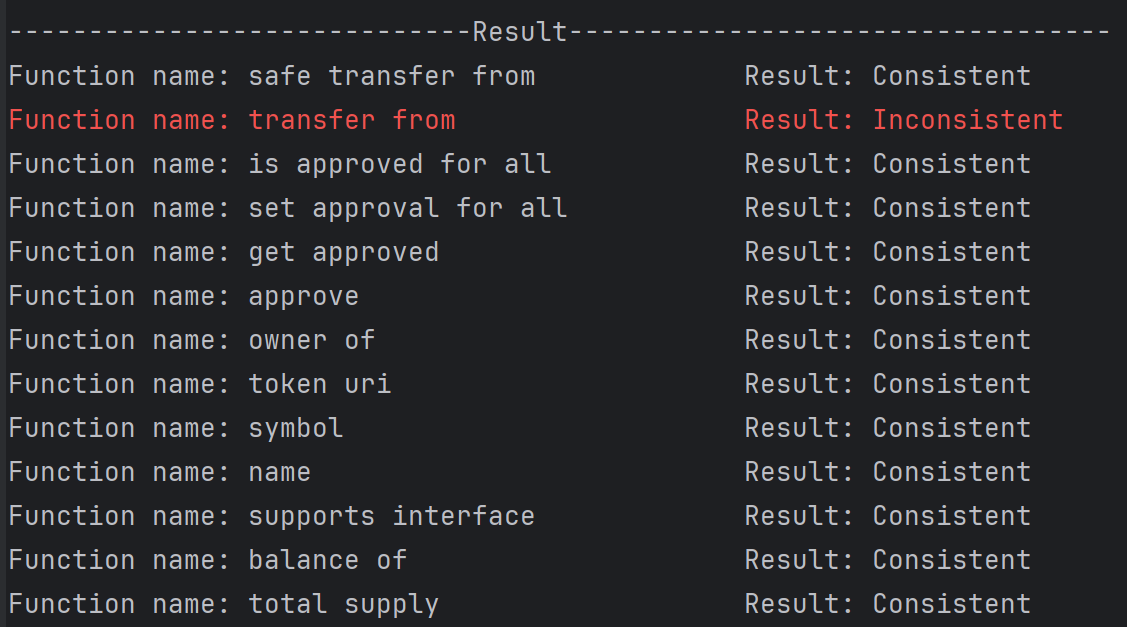 -----------------------------Result----------------------------------
Function name: safe transfer from Result: Consistent
Function name: transfer from Result: Inconsistent
Function name: is approved for all Result: Consistent
Function name: set approval for all Result: Consistent
Function name: get approved Result: Consistent
Function name: approve Result: Consistent
Function name: owner of Result: Consistent
Function name: token uri Result: Consistent
Function name: symbol Result: Consistent
Function name: name Result: Consistent
Function name: supports interface Result: Consistent
Function name: balance of Result: Consistent
Function name: total supply Result: Consistent